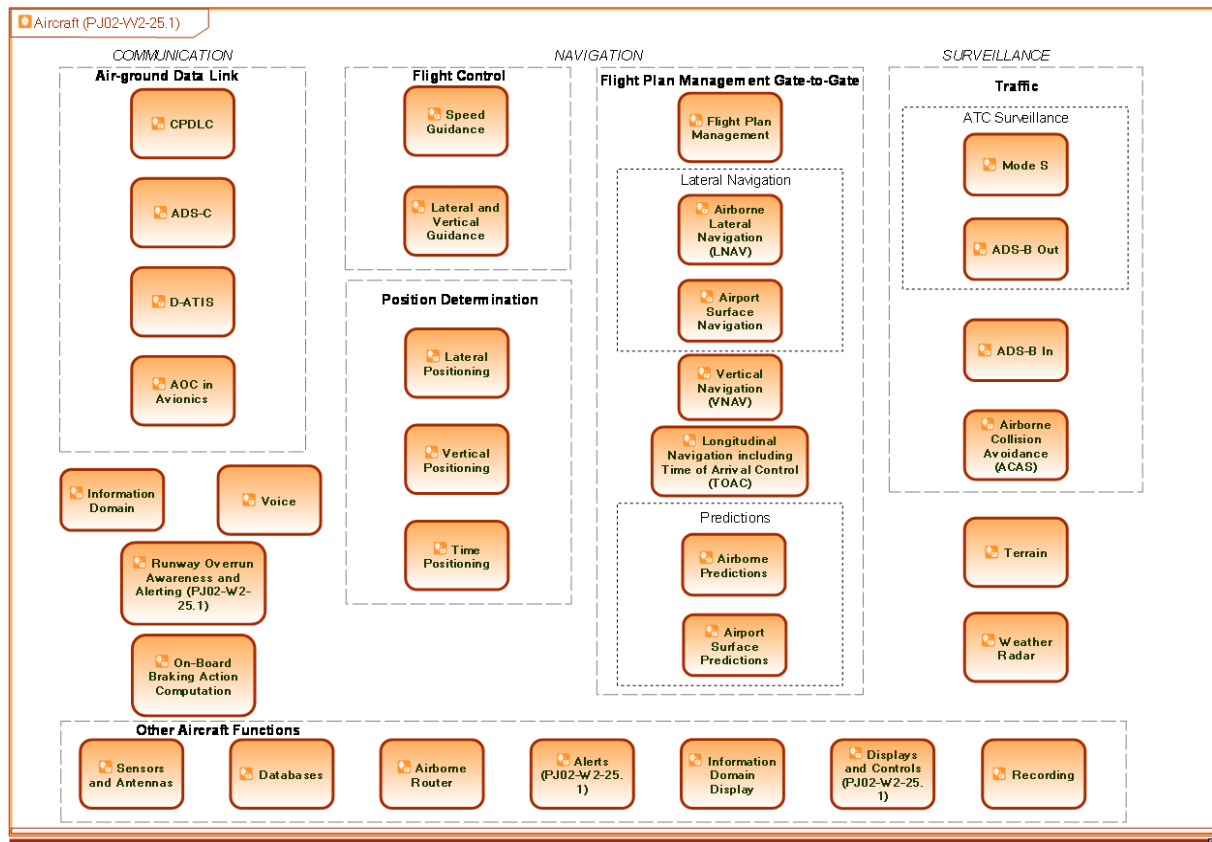 Aircraft (PJ02-W2-25.1)
COMMUNICATION
NAVIGATION
SURVEILLANCE
Air-ground Data Link
CPDLC
ADS-C
D-ATIS
AOC in
Avionics
Information
Domain
Voice
Runway Overrun
Awareness and
Alerting (PJ02-W2-
25.1)
On-Board
Braking Action
Computation
Flight Control
Speed
Guidance
Lateral and
Vertical
Guidance
Position Determination
Lateral
Positioning
Vertical
Positioning
Time
Positioning
Flight Plan Management Gate-to-Gate
Flight Plan
Management
Lateral Navigation
Airborne
Lateral
Navigation
(LNAV)
Airport
Surface
Navigation
Vertical
Navigation
(VNAV)
Longitudinal
Navigation including
Time of Arrival Control
(TOAC)
Predictions
Airborne
Predictions
Airport
Surface
Predictions
Traffic
ATC Surveillance
Mode S
ADS-B Out
ADS-B In
Airborne
Collision
Avoidance
(ACAS)
Terrain
Weather
Radar
Other Aircraft Functions
Sensors
and Antennas
Databases
Airborne
Router
Alerts
(PJ02-W2-25.
1)
Information
Domain
Display
Displays
and Controls
(PJ02-W2-25.
1)
Recording